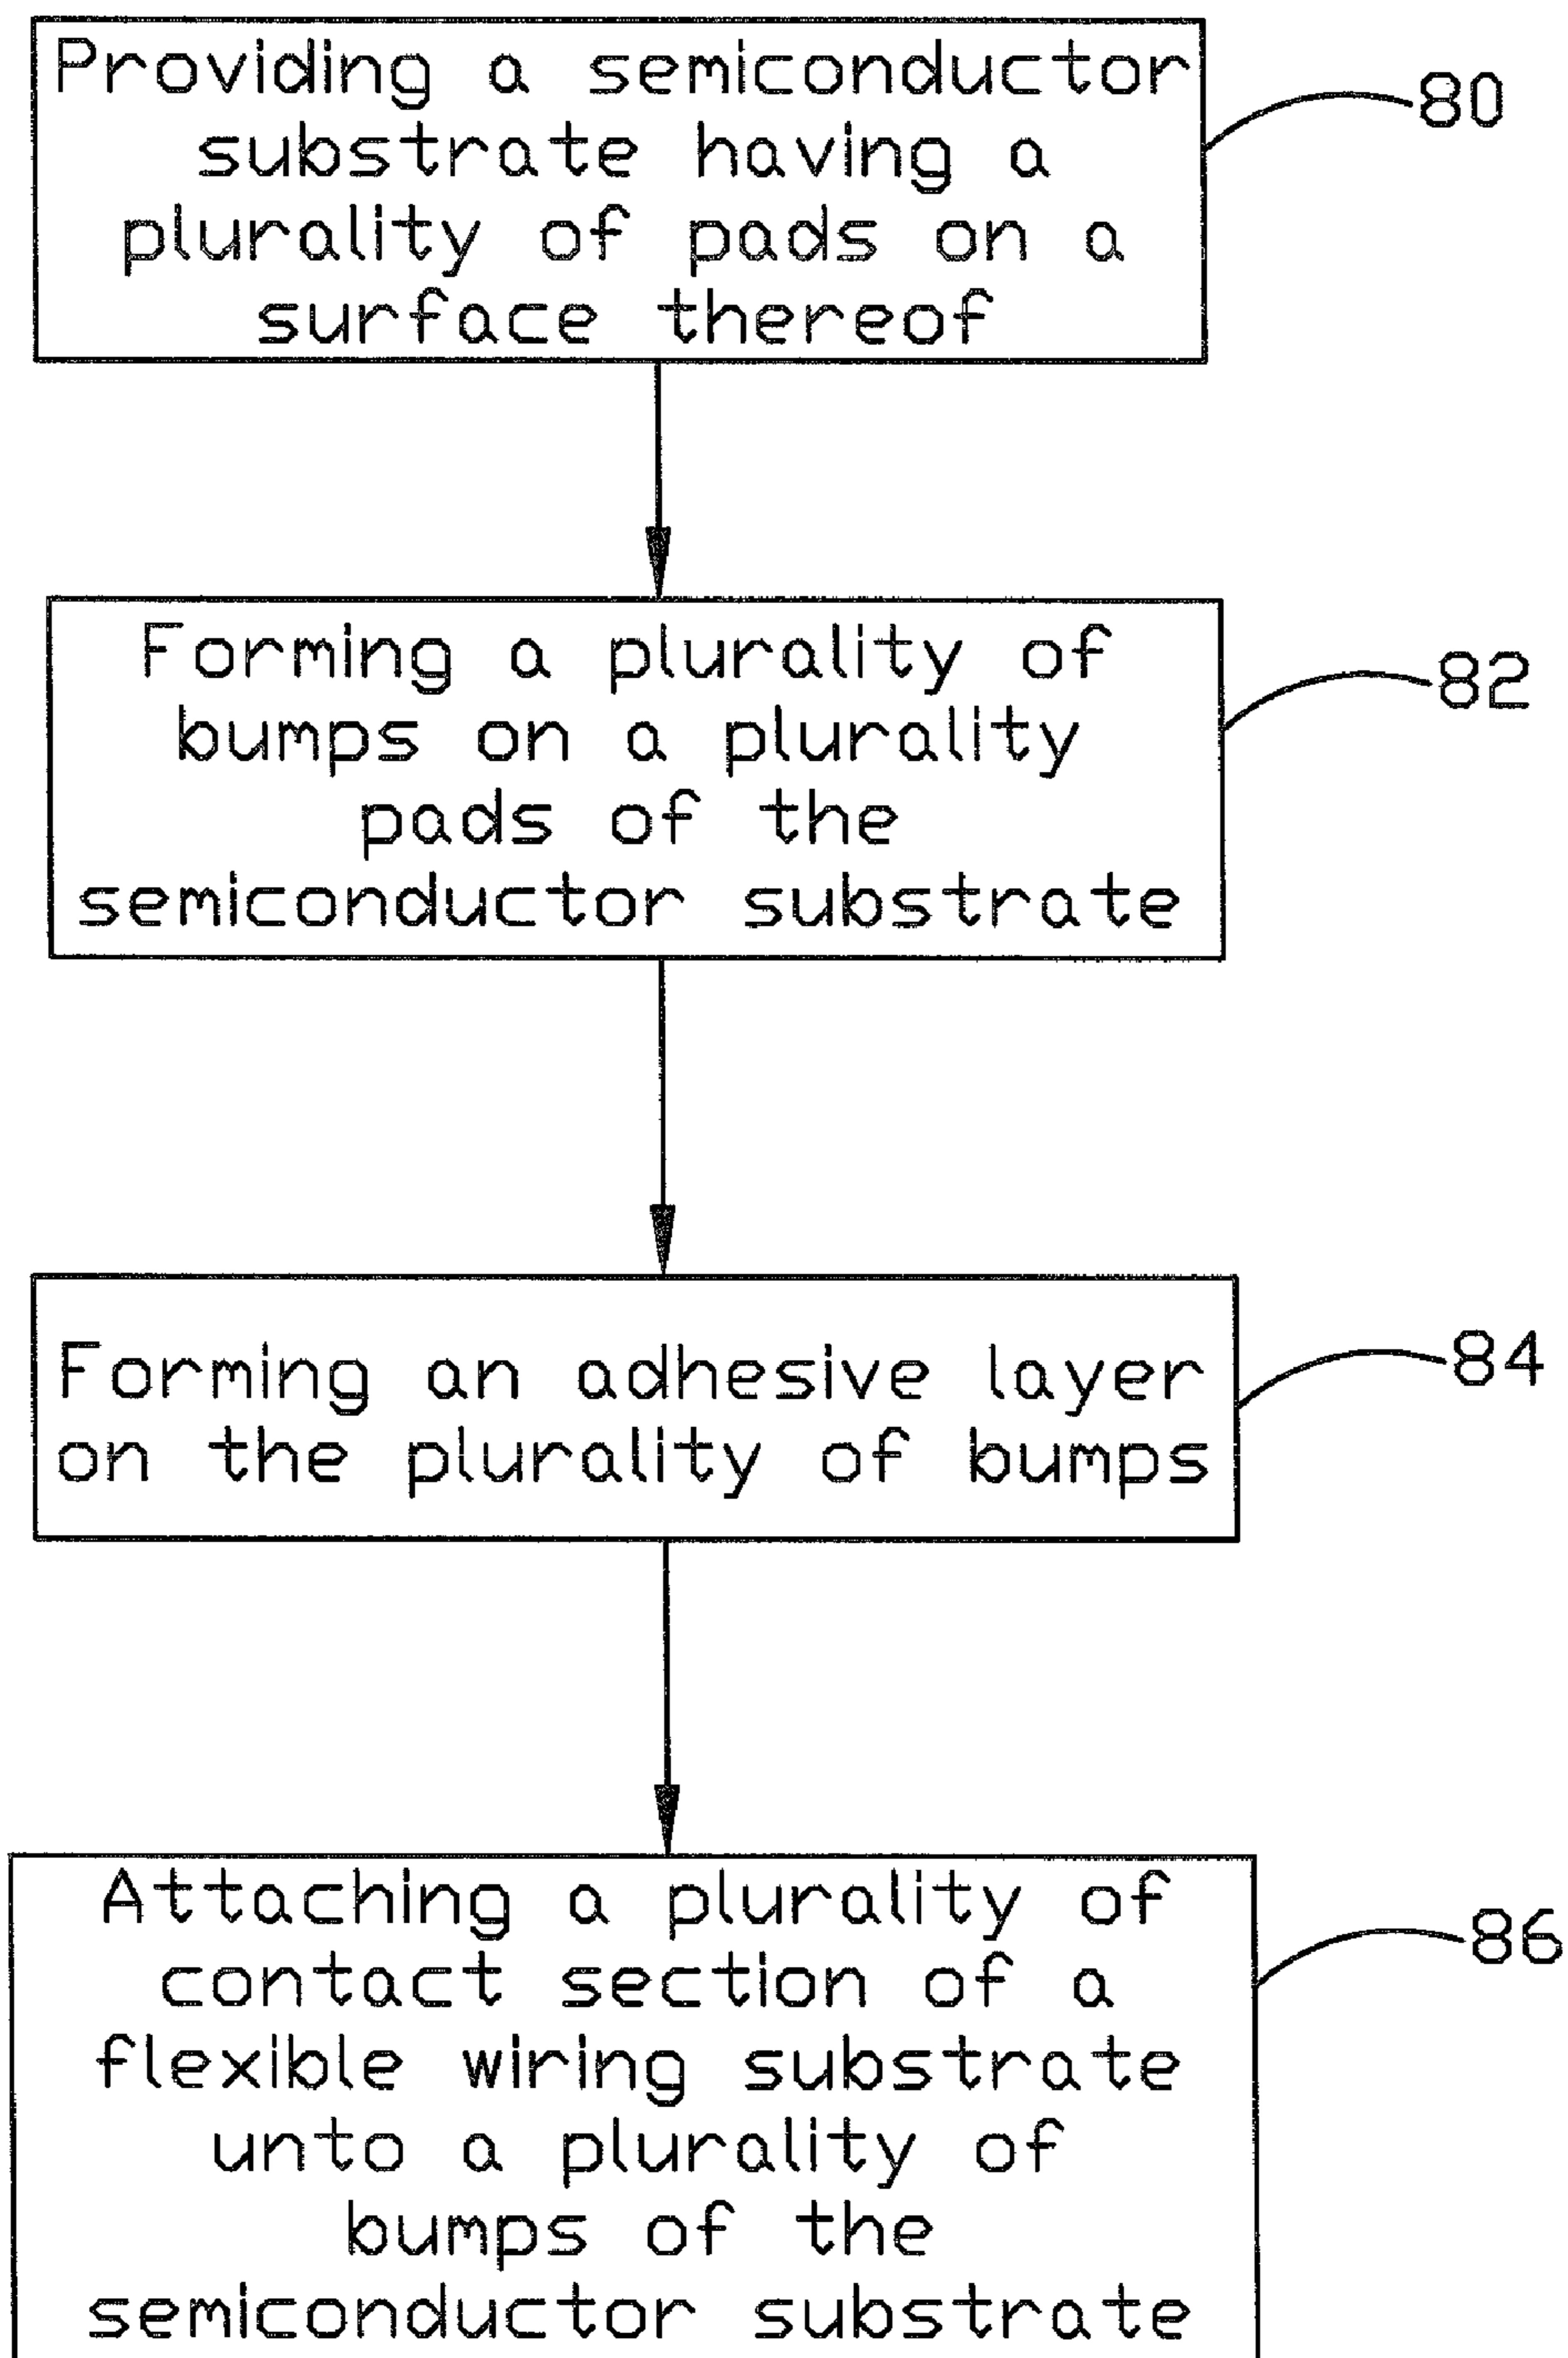 Providing a semiconductor
substrate having a
plurality of pads on a
surface thereof
80
Forming a plurality of
bumps on a plurality
pads of the
semiconductor substrate
82
Forming an adhesive layer
on the plurality of bumps
84
Attaching a plurality of
contact section of a
flexible wiring substrate
unto a plurality of
bumps of the
semiconductor substrate
86